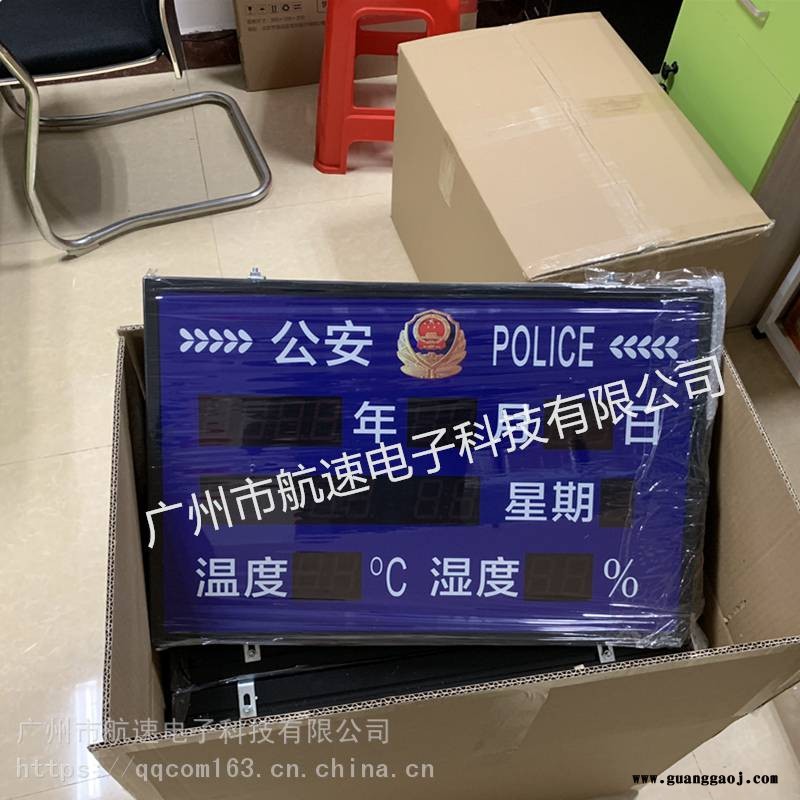 公安 POLICE
年 月 日
星期
温度 ℃ 湿度 %
广州市航速电子科技有限公司
广州市航速电子科技有限公司
https://qqcom163.cn.china.cn
www.guanggaoj.com